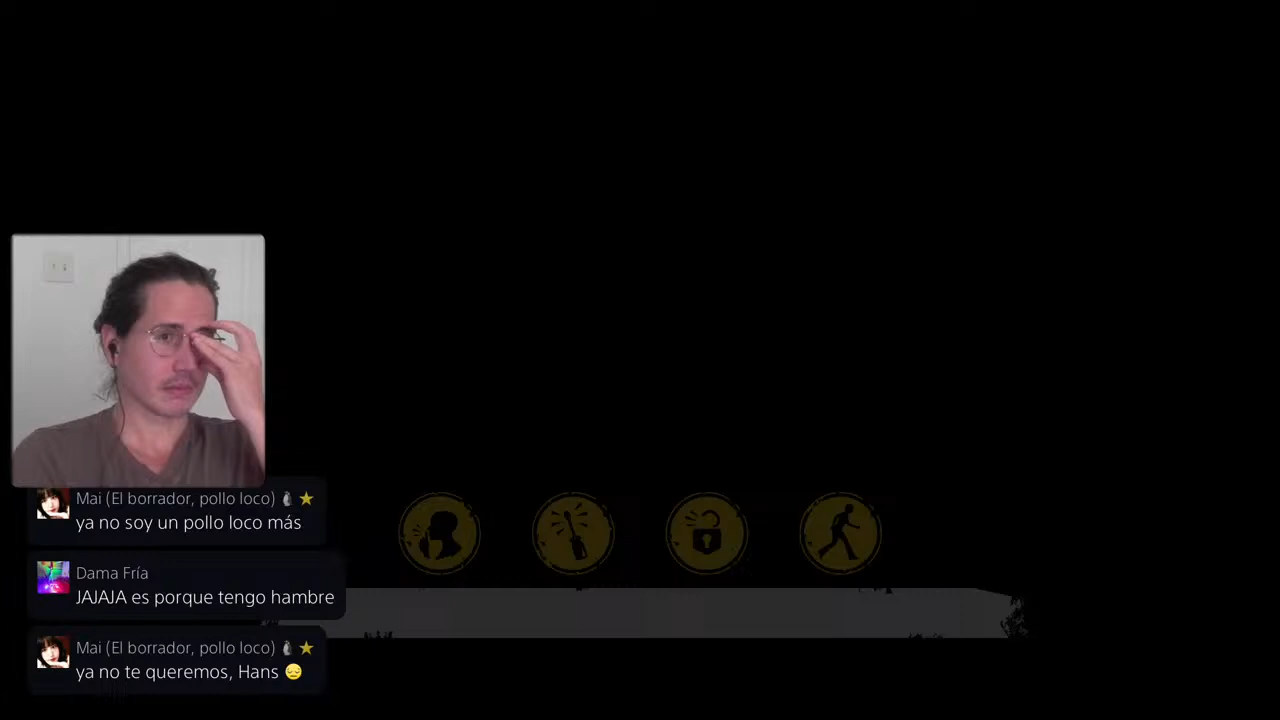 Mai (El borrador, pollo loco)
ya no soy un pollo loco más
Dama Fría
JAJAJA es porque tengo hambre
Mai (El borrador, pollo loco)
ya no te queremos, Hans 😔